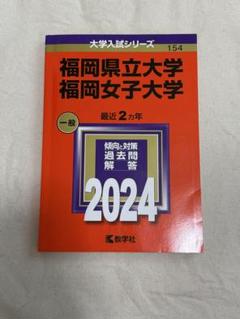 大学入試シリーズ
154
福岡県立大学
福岡女子大学
最近2カ年
一般
傾向と対策
過去問
解答
2024
数学社